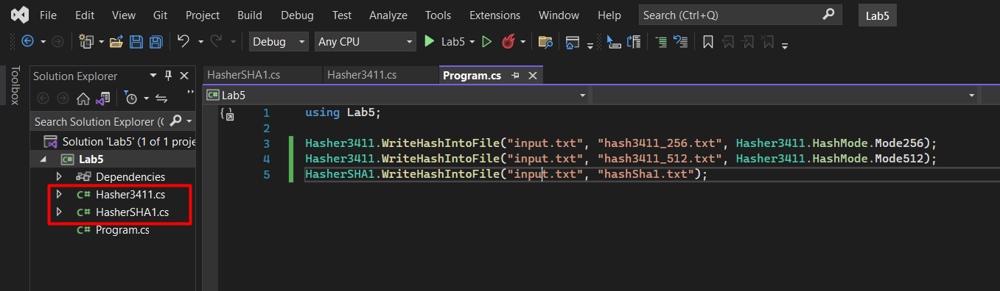 File Edit View Git Project Build Debug Test Analyze Tools Extensions Window Help Search (Ctrl+Q) Lab5
Debug Any CPU Lab5
Toolbox
Solution Explorer
Search Solution Explorer (C
Solution 'Lab5' (1 of 1 proje
Lab5
Dependencies
C# Hasher3411.cs
C# HasherSHA1.cs
C# Program.cs
HasherSHA1.cs Hasher3411.cs Program.cs
C# Lab5
1 using Lab5;
2
3 Hasher3411.WriteHashIntoFile("input.txt", "hash3411_256.txt", Hasher3411.HashMode.Mode256);
4 Hasher3411.WriteHashIntoFile("input.txt", "hash3411_512.txt", Hasher3411.HashMode.Mode512);
5 HasherSHA1.WriteHashIntoFile("input.txt", "hashSha1.txt");